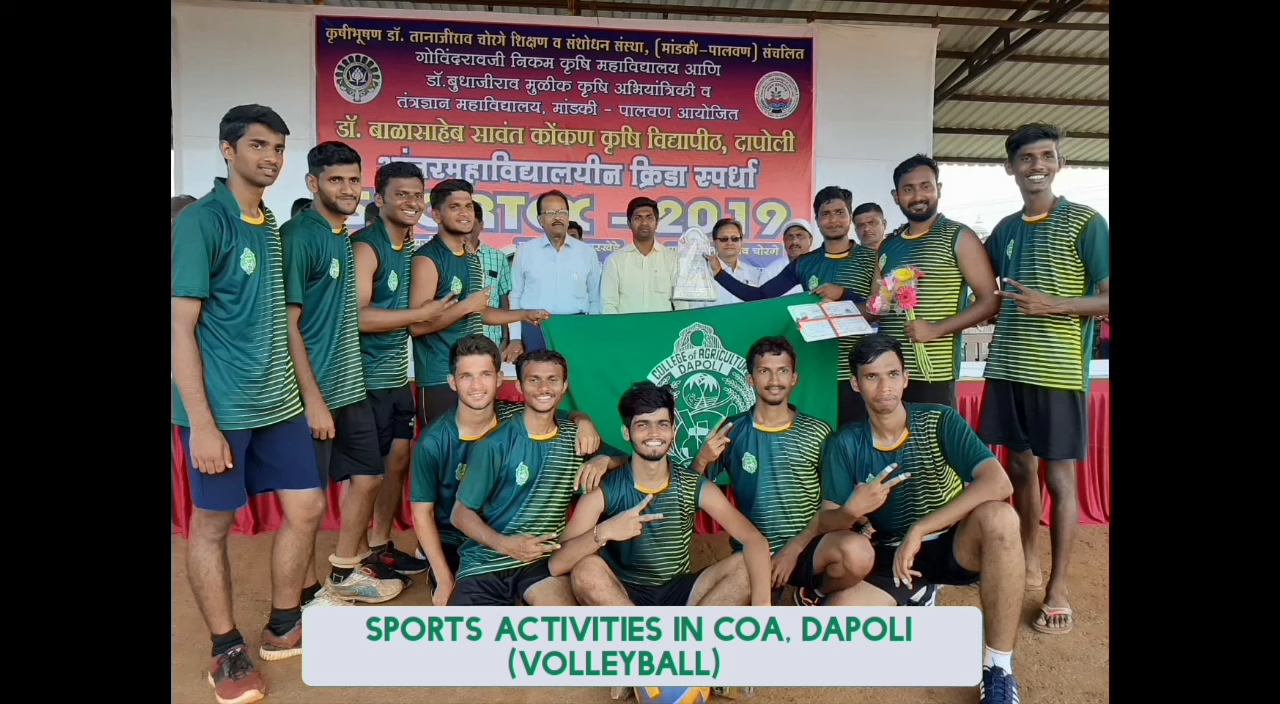 कृषीभूषण डॉ. तानाजीराव चोरगे शिक्षण व संशोधन संस्था, (मांडकी-पालवण) संचलित
गोविंदरावजी निकम कृषि महाविद्यालय आणि
डॉ.बुधाजीराव मुळीक कृषि अभियांत्रिकी व
तंत्रज्ञान महाविद्यालय, मांडकी - पालवण आयोजित
डॉ. बाळासाहेब सावंत कोंकण कृषि विद्यापीठ, दापोली
आंतरमहाविद्यालयीन क्रिडा स्पर्धा
- 2019
चोरगे
COLLEGE of AGRICULTURE
DAPOLI
SPORTS ACTIVITIES IN COA, DAPOLI
(VOLLEYBALL)